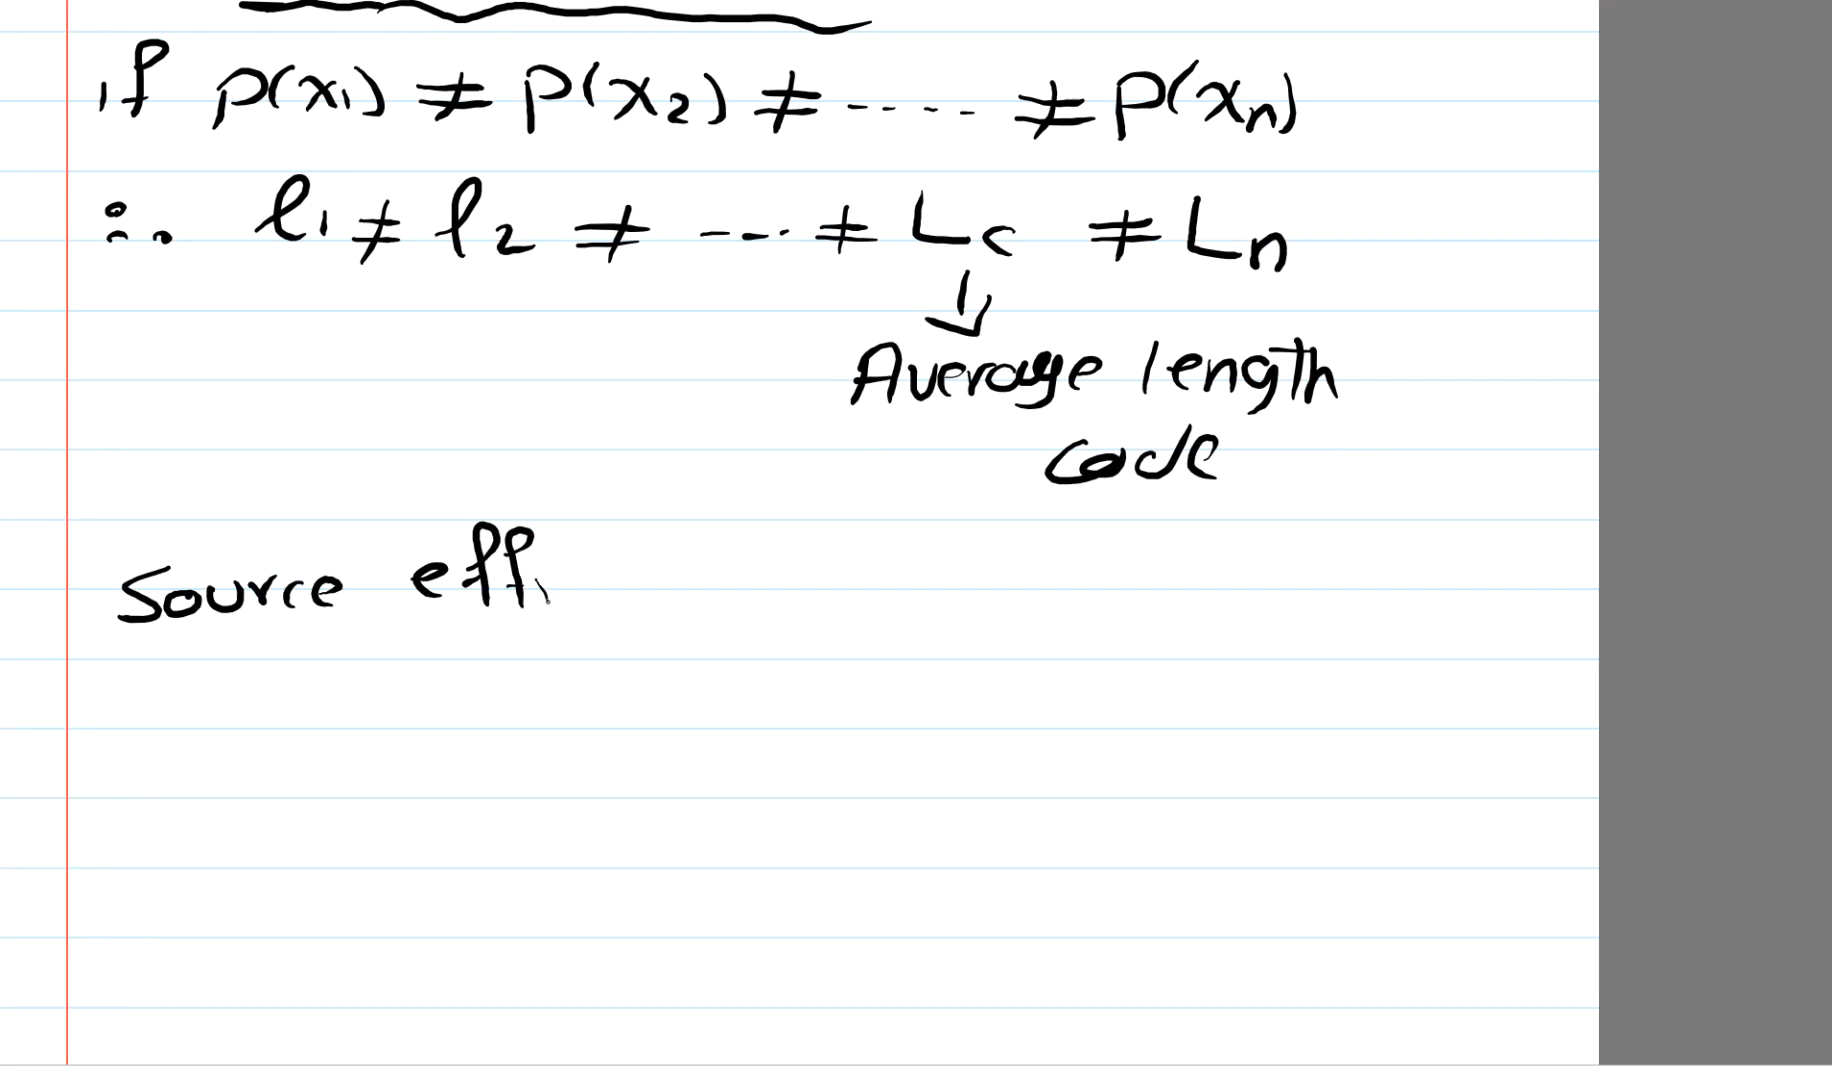 if P(x₁) ≠ P(x₂) ≠ ---- ≠ P(xₙ)
∴ l₁ ≠ l₂ ≠ --- ≠ Lc ≠ Lₙ
↓
Average length
code
Source eff